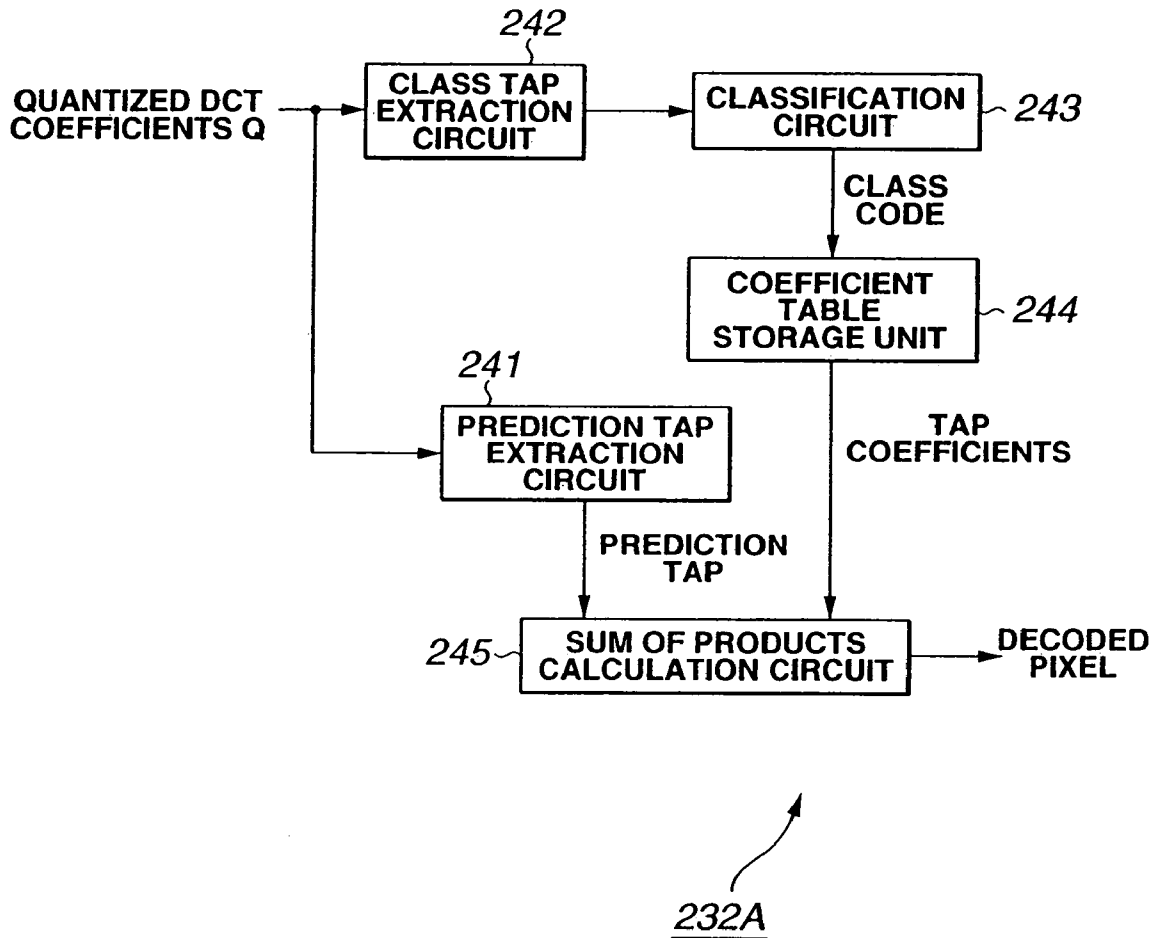 242
QUANTIZED DCT
COEFFICIENTS Q
CLASS TAP
EXTRACTION
CIRCUIT
CLASSIFICATION
CIRCUIT
243
CLASS
CODE
COEFFICIENT
TABLE
STORAGE UNIT
244
241
PREDICTION TAP
EXTRACTION
CIRCUIT
TAP
COEFFICIENTS
PREDICTION
TAP
245
SUM OF PRODUCTS
CALCULATION CIRCUIT
DECODED
PIXEL
232A